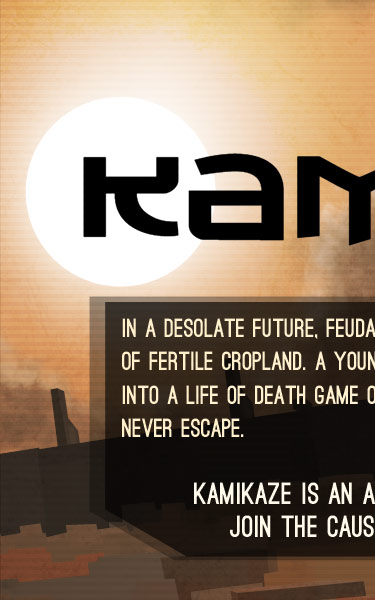 KAM
IN A DESOLATE FUTURE, FEUDA
OF FERTILE CROPLAND. A YOUN
INTO A LIFE OF DEATH GAME O
NEVER ESCAPE.
KAMIKAZE IS AN A
JOIN THE CAUS